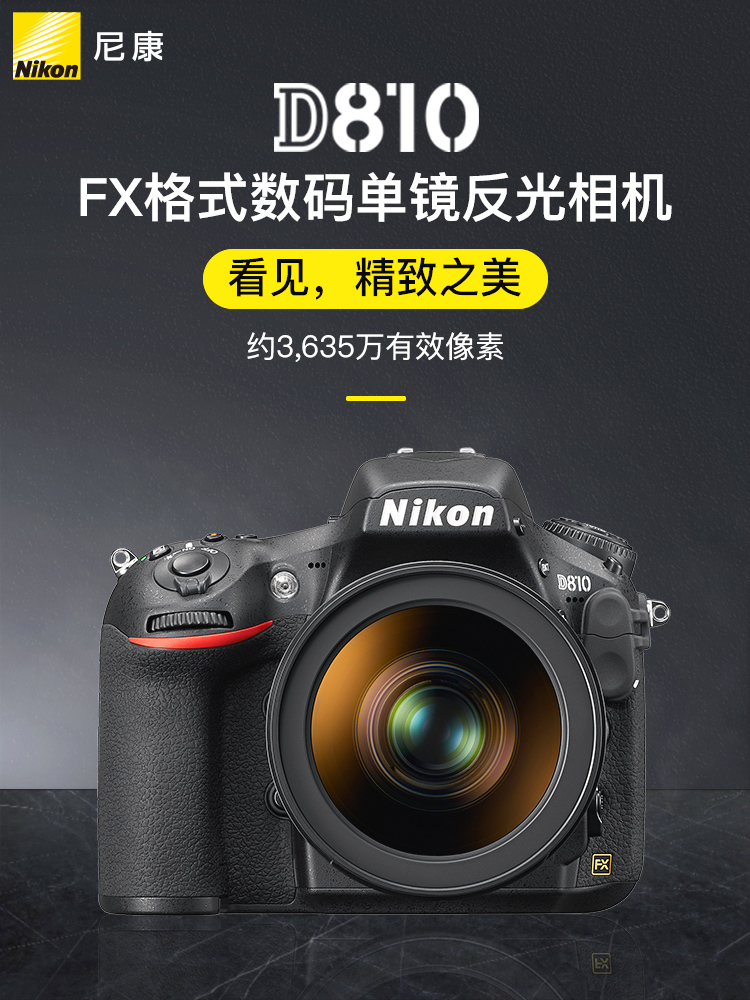 Nikon 尼康
D810
FX格式数码单镜反光相机
看见，精致之美
约3,635万有效像素
Nikon
D810
FX